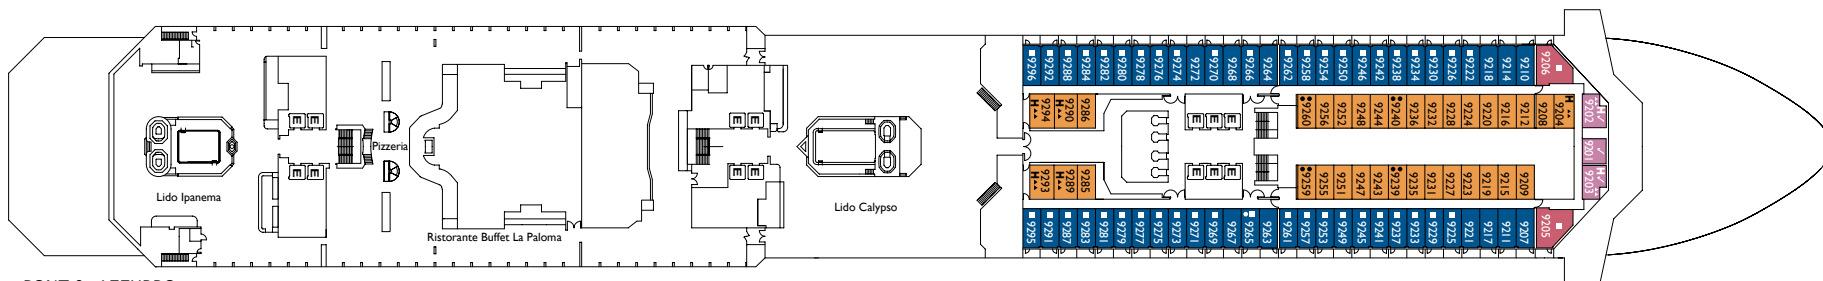 9296 9292 9288 9284 9282 9280 9278 9276 9274 9272 9270 9268 9266 9264 9262 9258 9254 9250 9246 9242 9238 9234 9230 9226 9222 9218 9214 9210 9206
H 9294 H 9290 9286 9260 9256 9252 9248 9244 9240 9236 9232 9228 9224 9220 9216 9212 9208 H 9204 H 9202
E E E E E E E
Pizzeria
9201
E E E E E E E
H 9293 H 9289 9285 9259 9255 9251 9247 9243 9239 9235 9231 9227 9223 9219 9215 9209 H 9203
Lido Ipanema
Lido Calypso
Ristorante Buffet La Paloma
9295 9291 9287 9283 9281 9279 9277 9275 9273 9271 9269 9267 9265 9263 9261 9257 9253 9249 9245 9241 9237 9233 9229 9225 9221 9217 9211 9207 9205